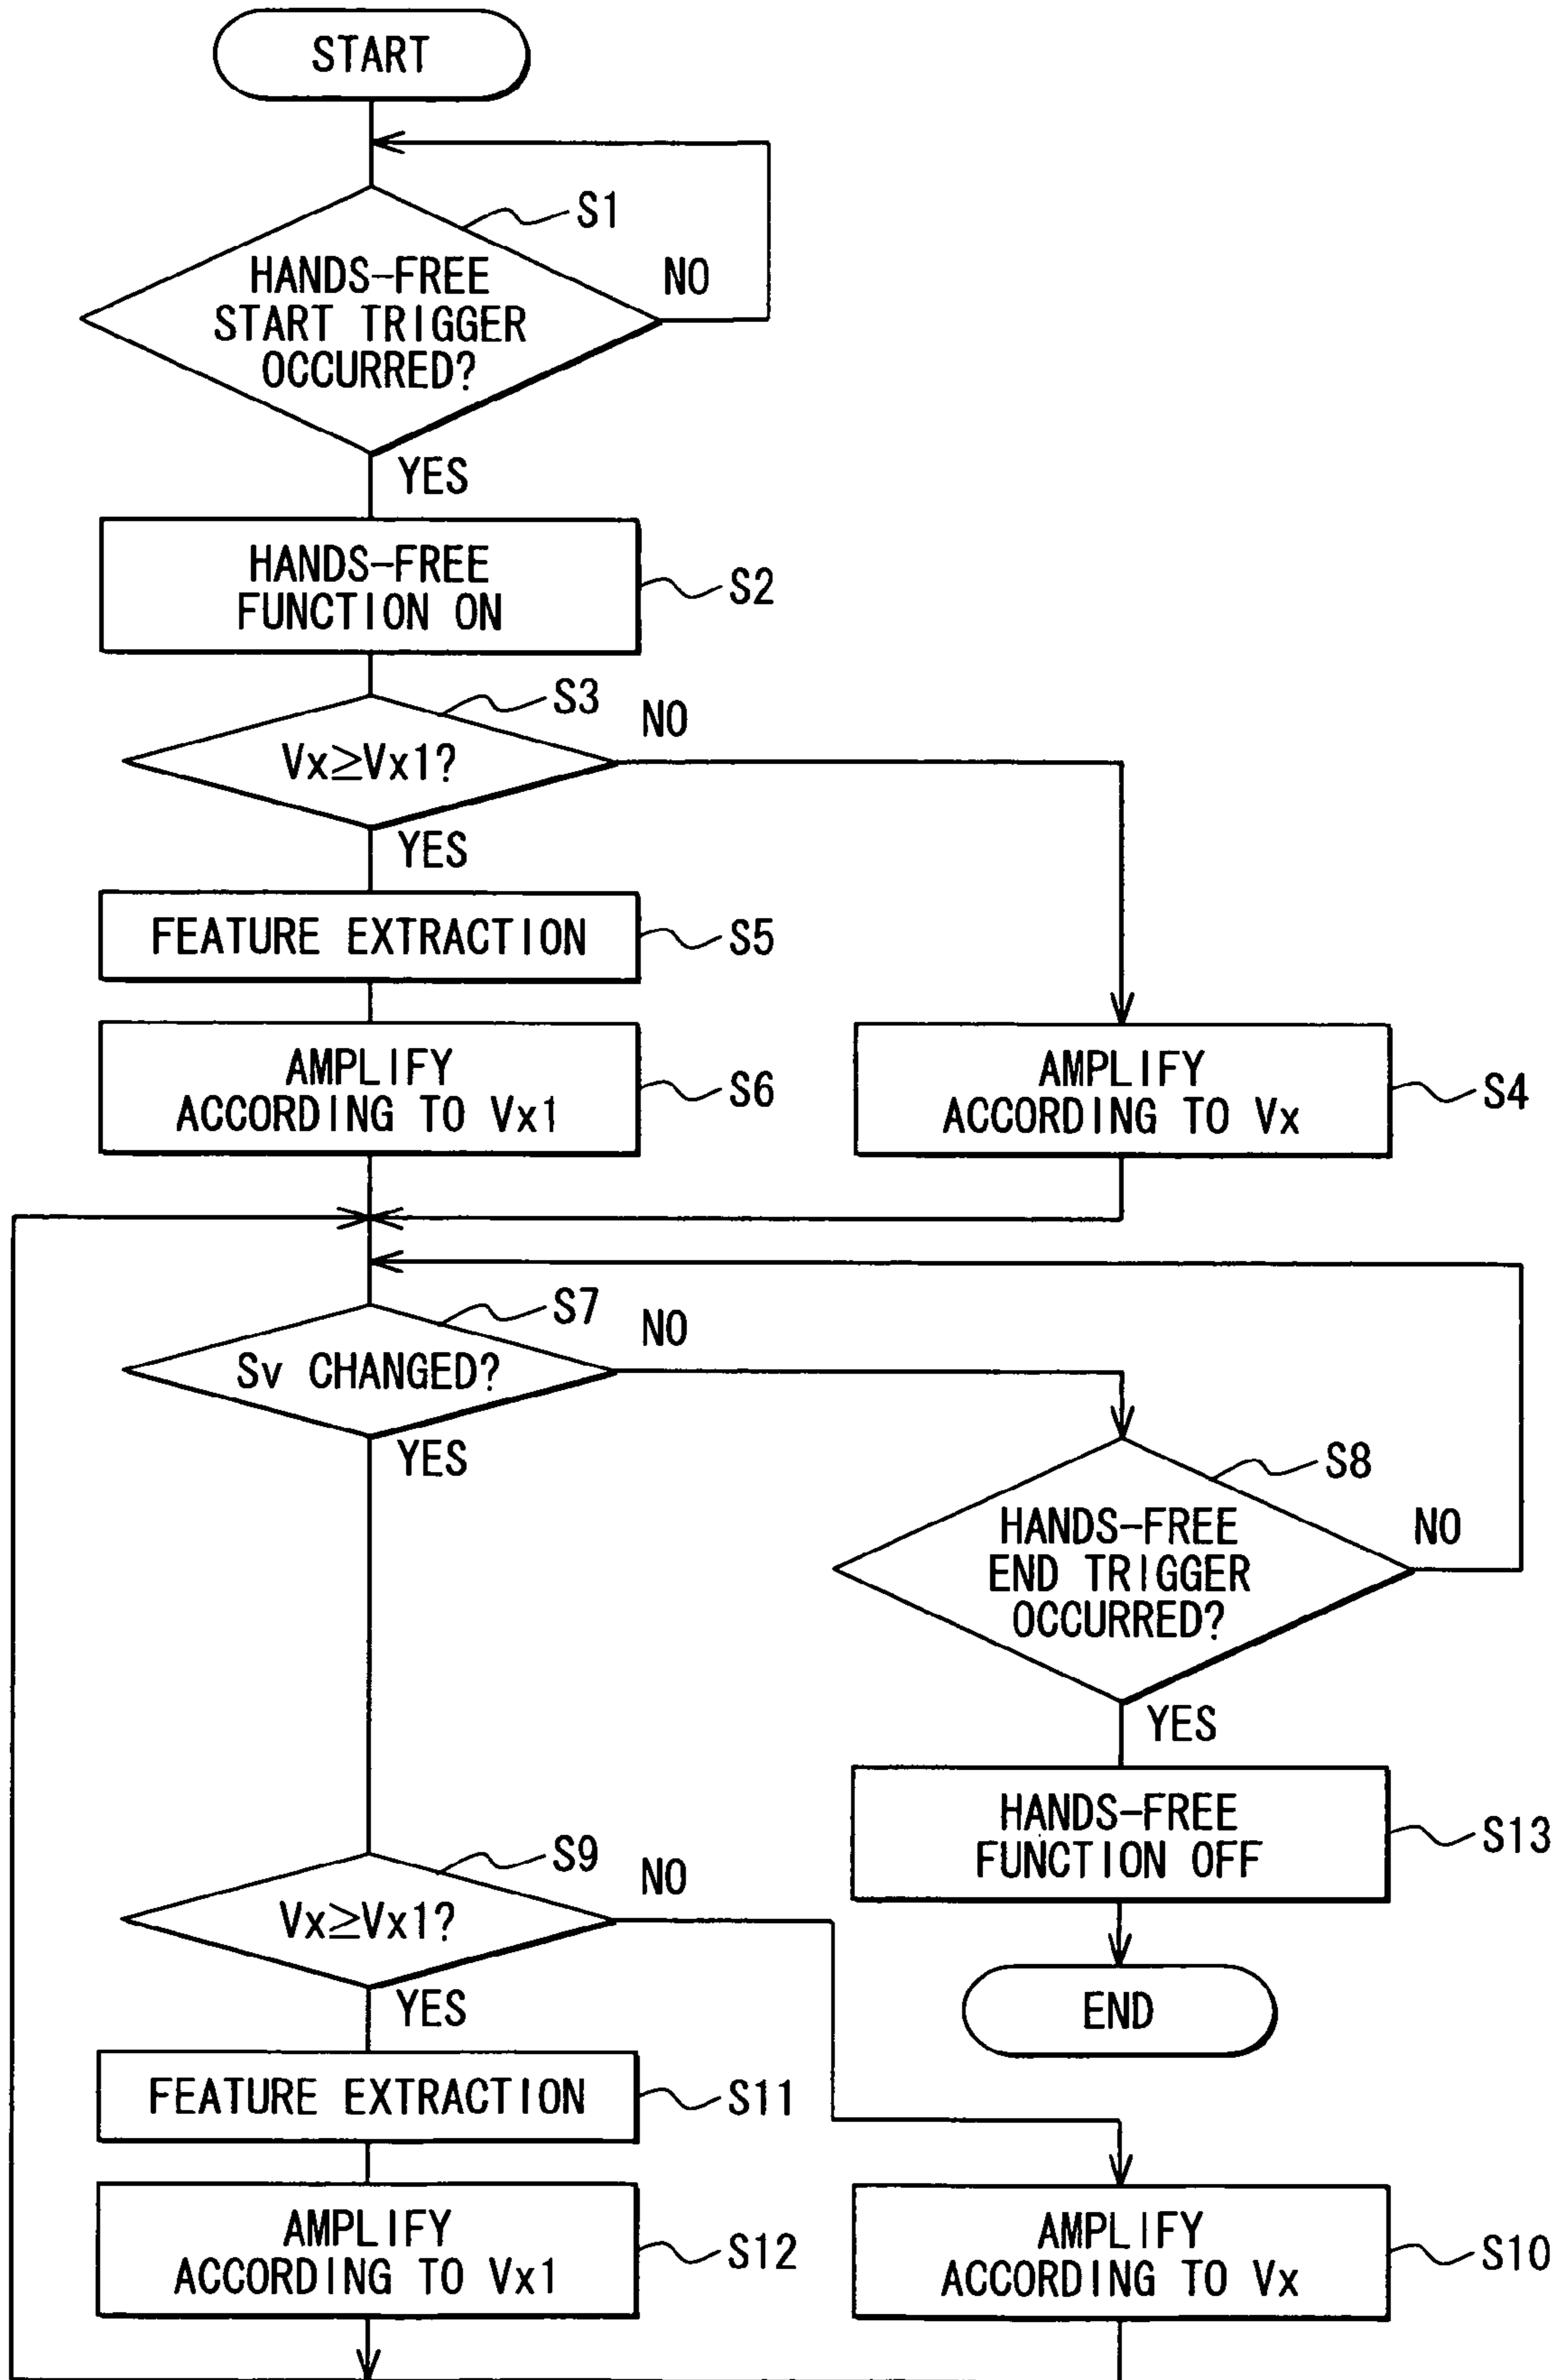 START
S1
HANDS-FREE
START TRIGGER
OCCURRED?
NO
YES
HANDS-FREE
FUNCTION ON
S2
S3
NO
Vx≧Vx1?
YES
FEATURE EXTRACTION
S5
AMPLIFY
ACCORDING TO Vx1
S6
AMPLIFY
ACCORDING TO Vx
S4
S7
NO
Sv CHANGED?
YES
S8
HANDS-FREE
END TRIGGER
OCCURRED?
NO
YES
HANDS-FREE
FUNCTION OFF
S13
END
S9
NO
Vx≧Vx1?
YES
FEATURE EXTRACTION
S11
AMPLIFY
ACCORDING TO Vx1
S12
AMPLIFY
ACCORDING TO Vx
S10